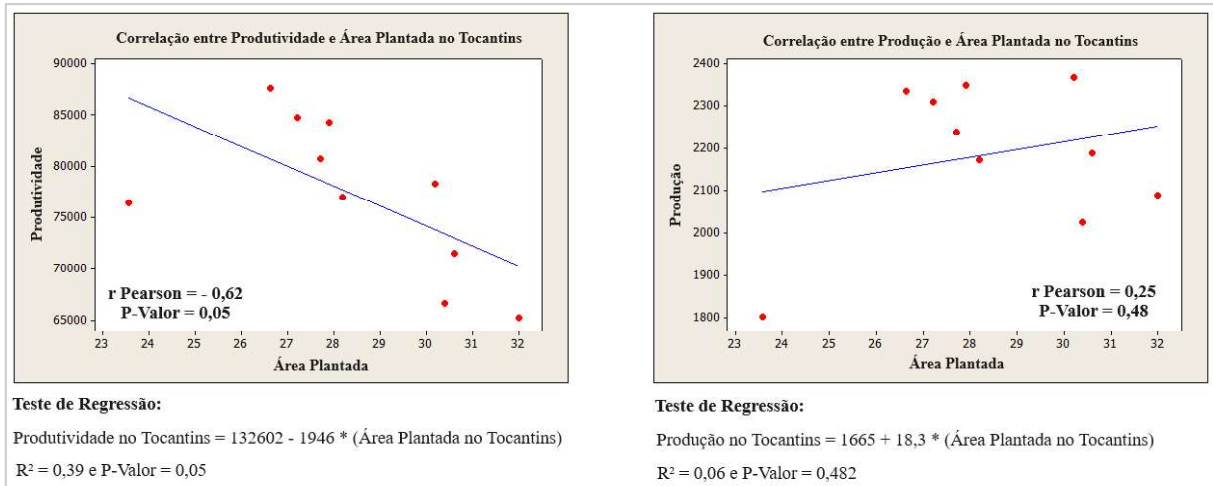 Correlação entre Produtividade e Área Plantada no Tocantins
90000
85000
80000
75000
70000
65000
Produtividade
r Pearson = - 0,62
P-Valor = 0,05
23 24 25 26 27 28 29 30 31 32
Área Plantada
Teste de Regressão:
Produtividade no Tocantins = 132602 - 1946 * (Área Plantada no Tocantins)
R² = 0,39 e P-Valor = 0,05
Correlação entre Produção e Área Plantada no Tocantins
2400
2300
2200
2100
2000
1900
1800
Produção
r Pearson = 0,25
P-Valor = 0,48
23 24 25 26 27 28 29 30 31 32
Área Plantada
Teste de Regressão:
Produção no Tocantins = 1665 + 18,3 * (Área Plantada no Tocantins)
R² = 0,06 e P-Valor = 0,482